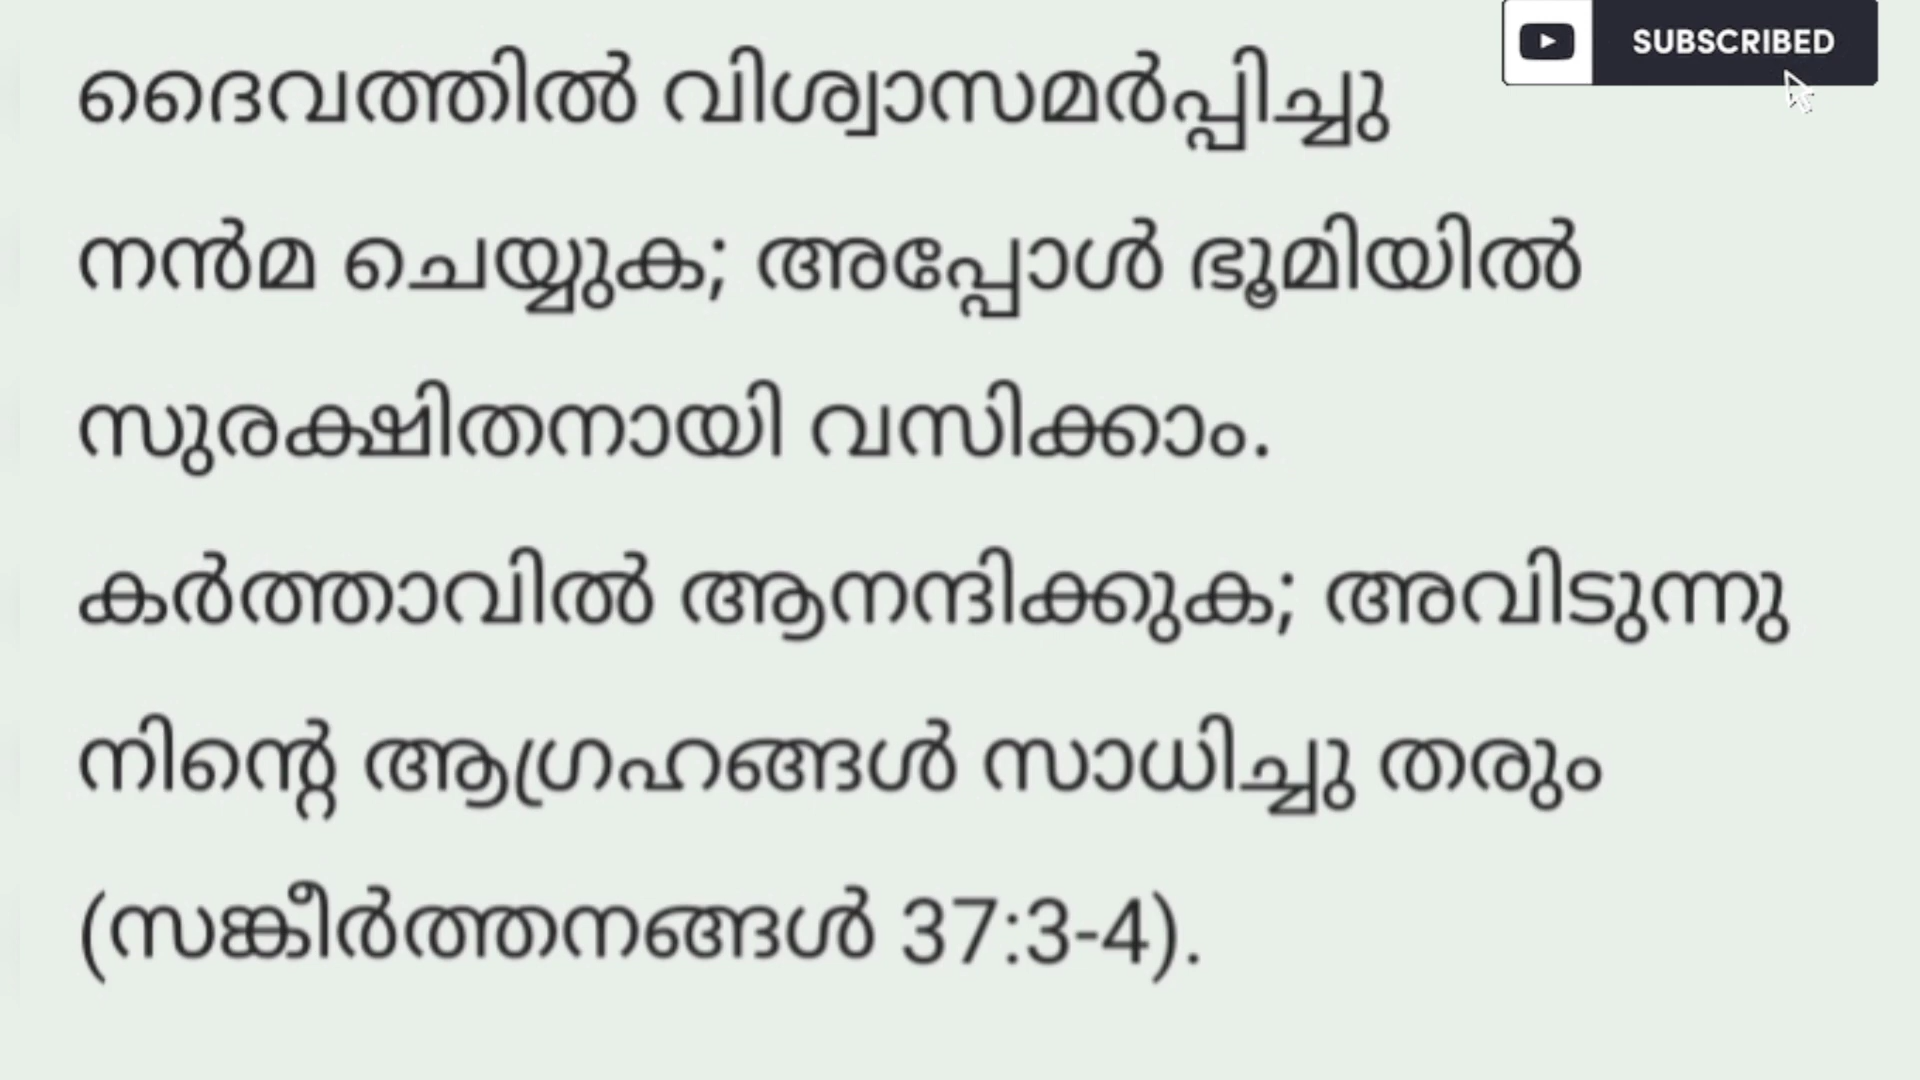 SUBSCRIBED
ദൈവത്തിൽ വിശ്വാസമർപ്പിച്ചു
നൻമ ചെയ്യുക; അപ്പോൾ ഭൂമിയിൽ
സുരക്ഷിതനായി വസിക്കാം.
കർത്താവിൽ ആനന്ദിക്കുക; അവിടുന്നു
നിന്റെ ആഗ്രഹങ്ങൾ സാധിച്ചു തരും
(സങ്കീർത്തനങ്ങൾ 37:3-4).